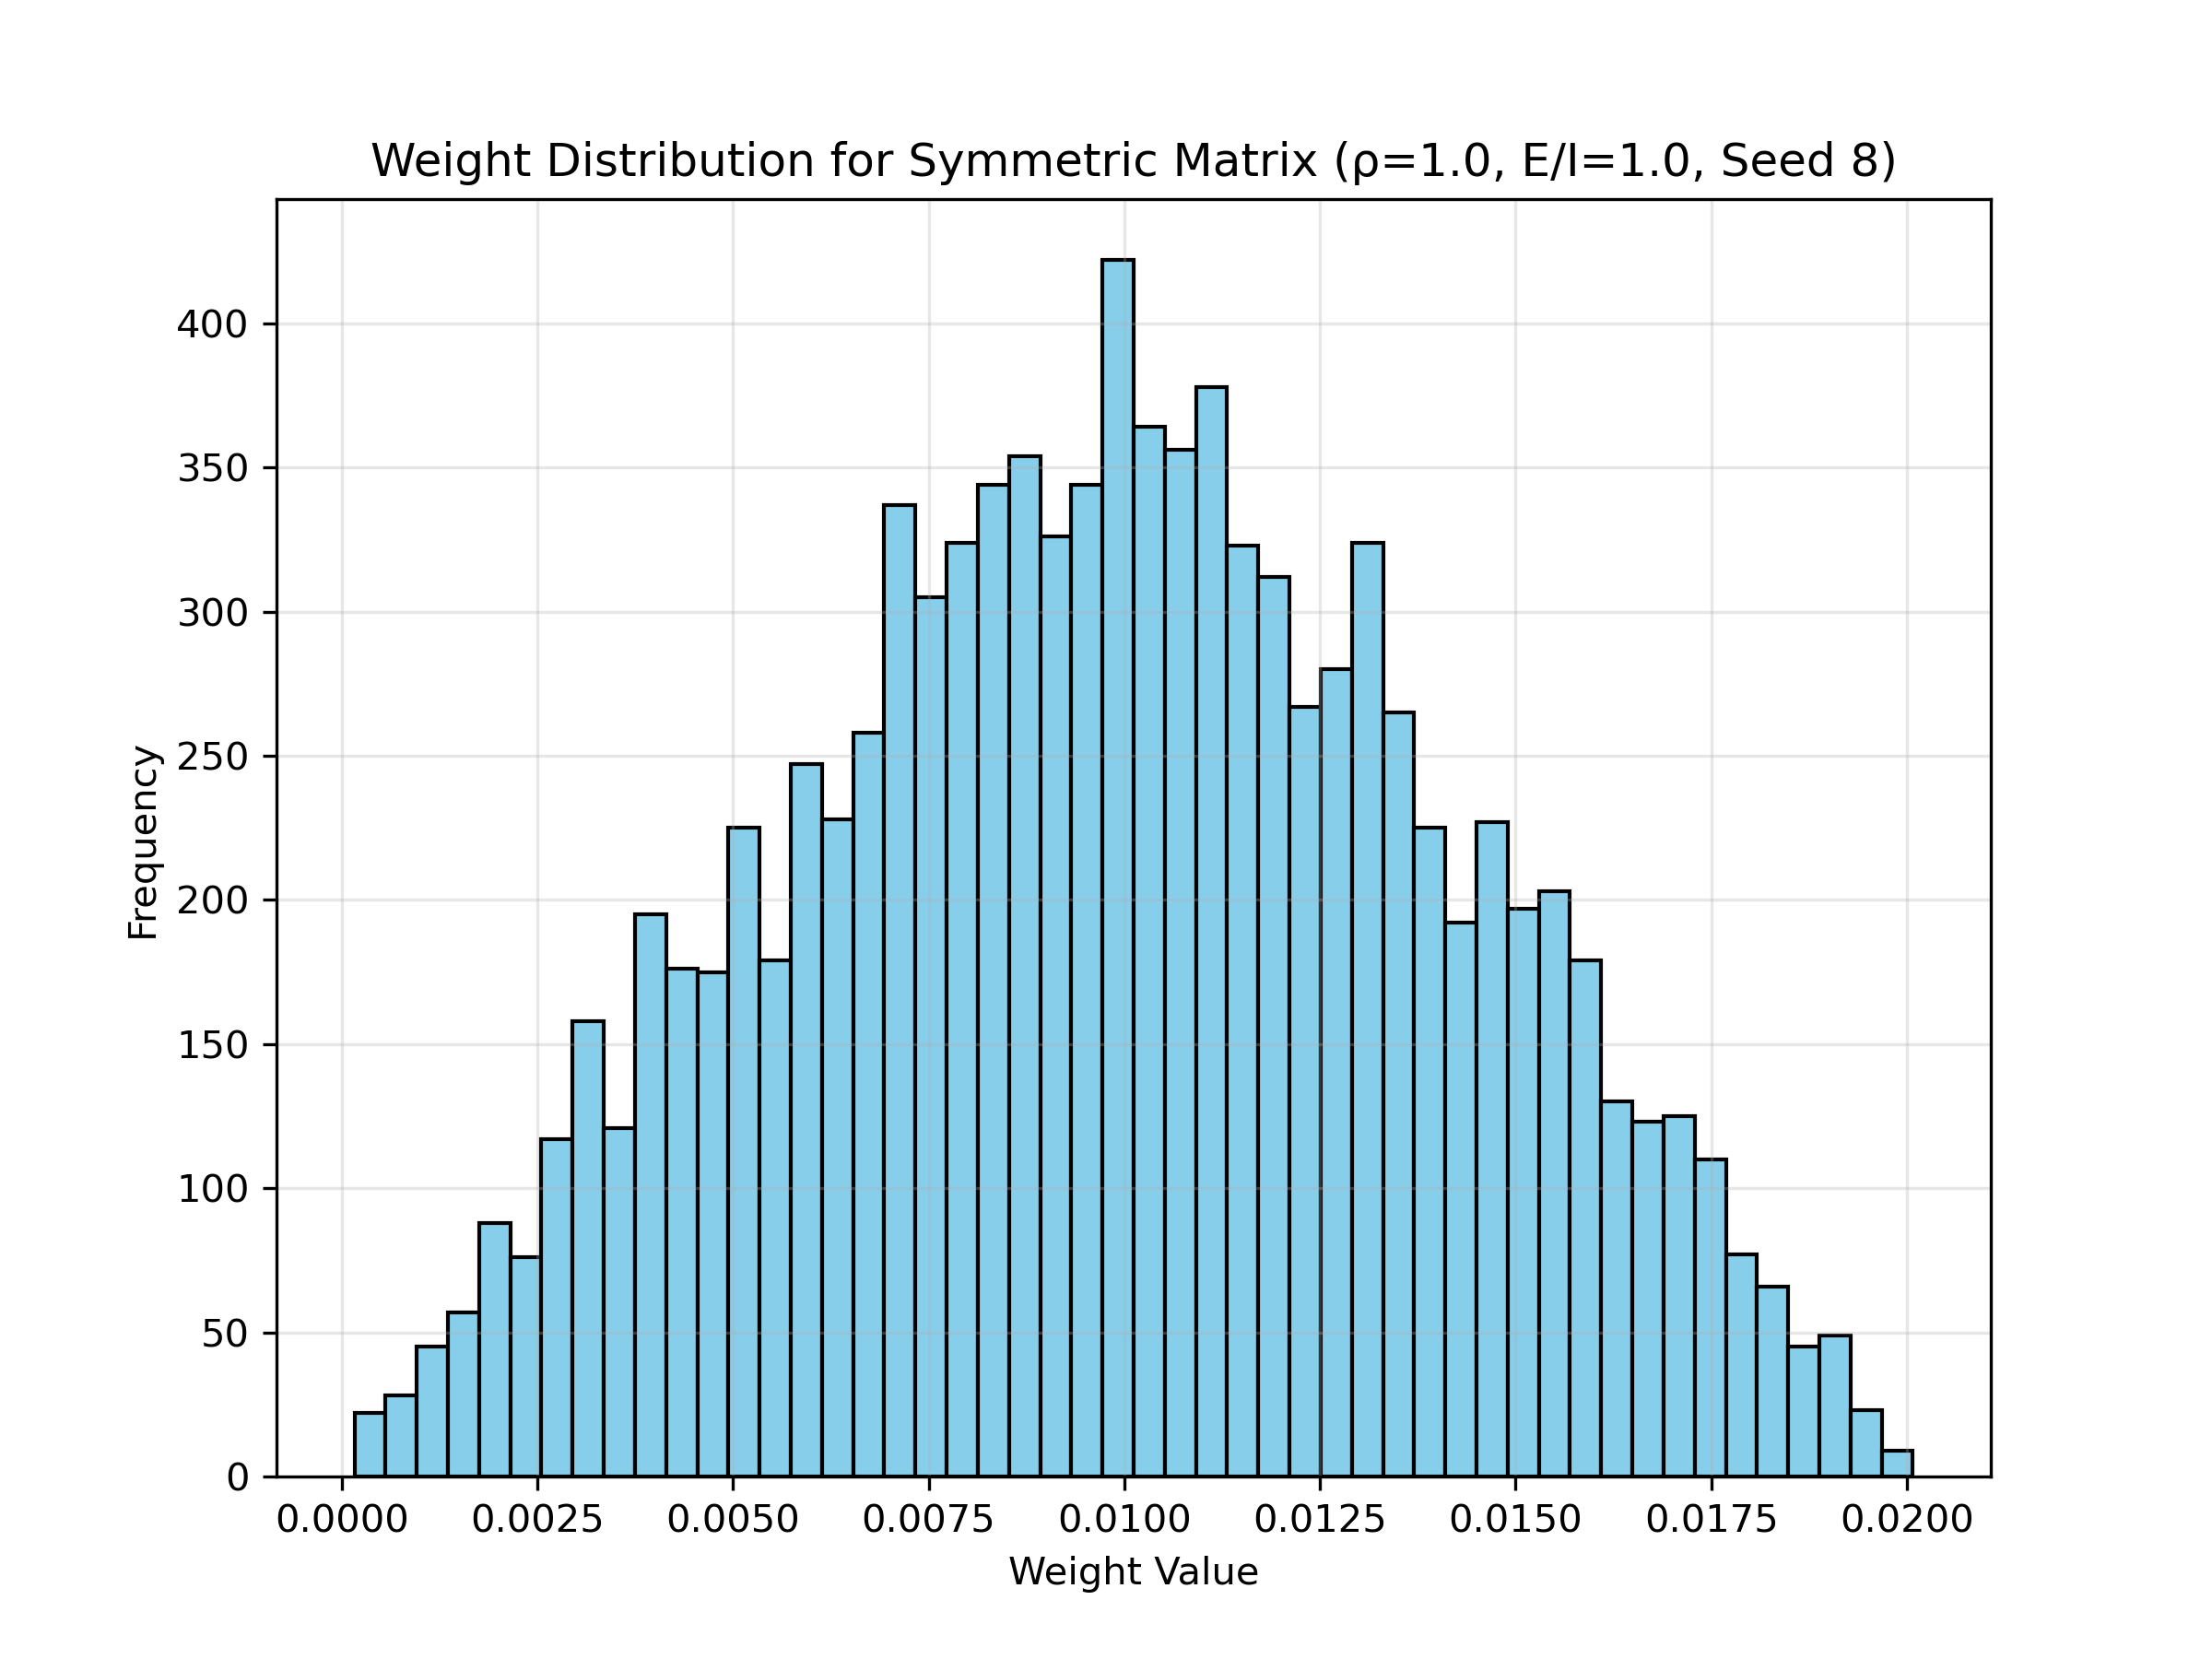 Weight Distribution for Symmetric Matrix (ρ=1.0, E/I=1.0, Seed 8)
Frequency
400
350
300
250
200
150
100
50
0
0.0000 0.0025 0.0050 0.0075 0.0100 0.0125 0.0150 0.0175 0.0200
Weight Value